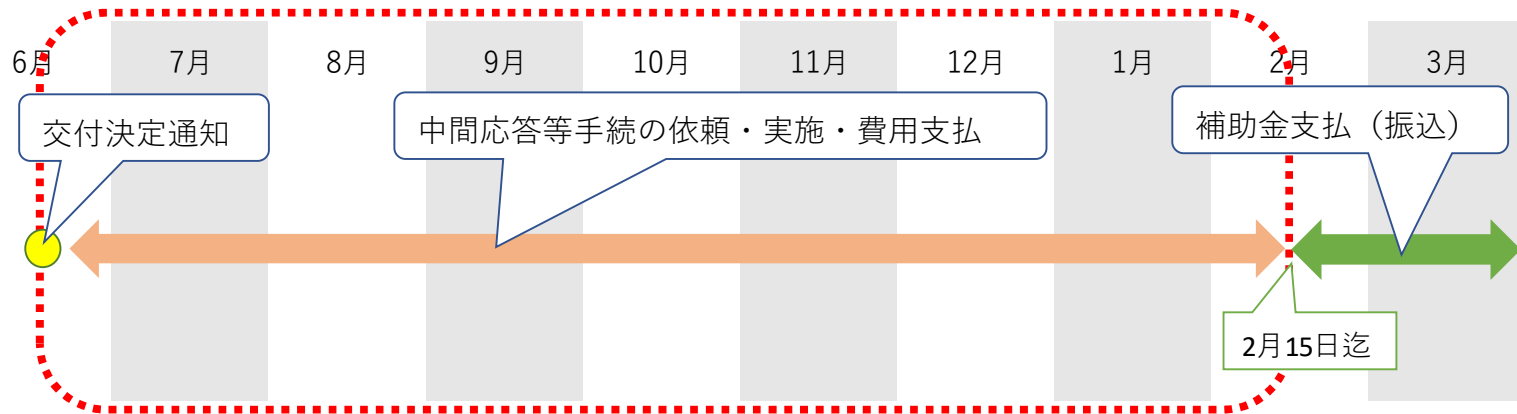 6月 7月 8月 9月 10月 11月 12月 1月 2月 3月
交付決定通知
中間応答等手続の依頼・実施・費用支払
補助金支払（振込）
2月15日迄